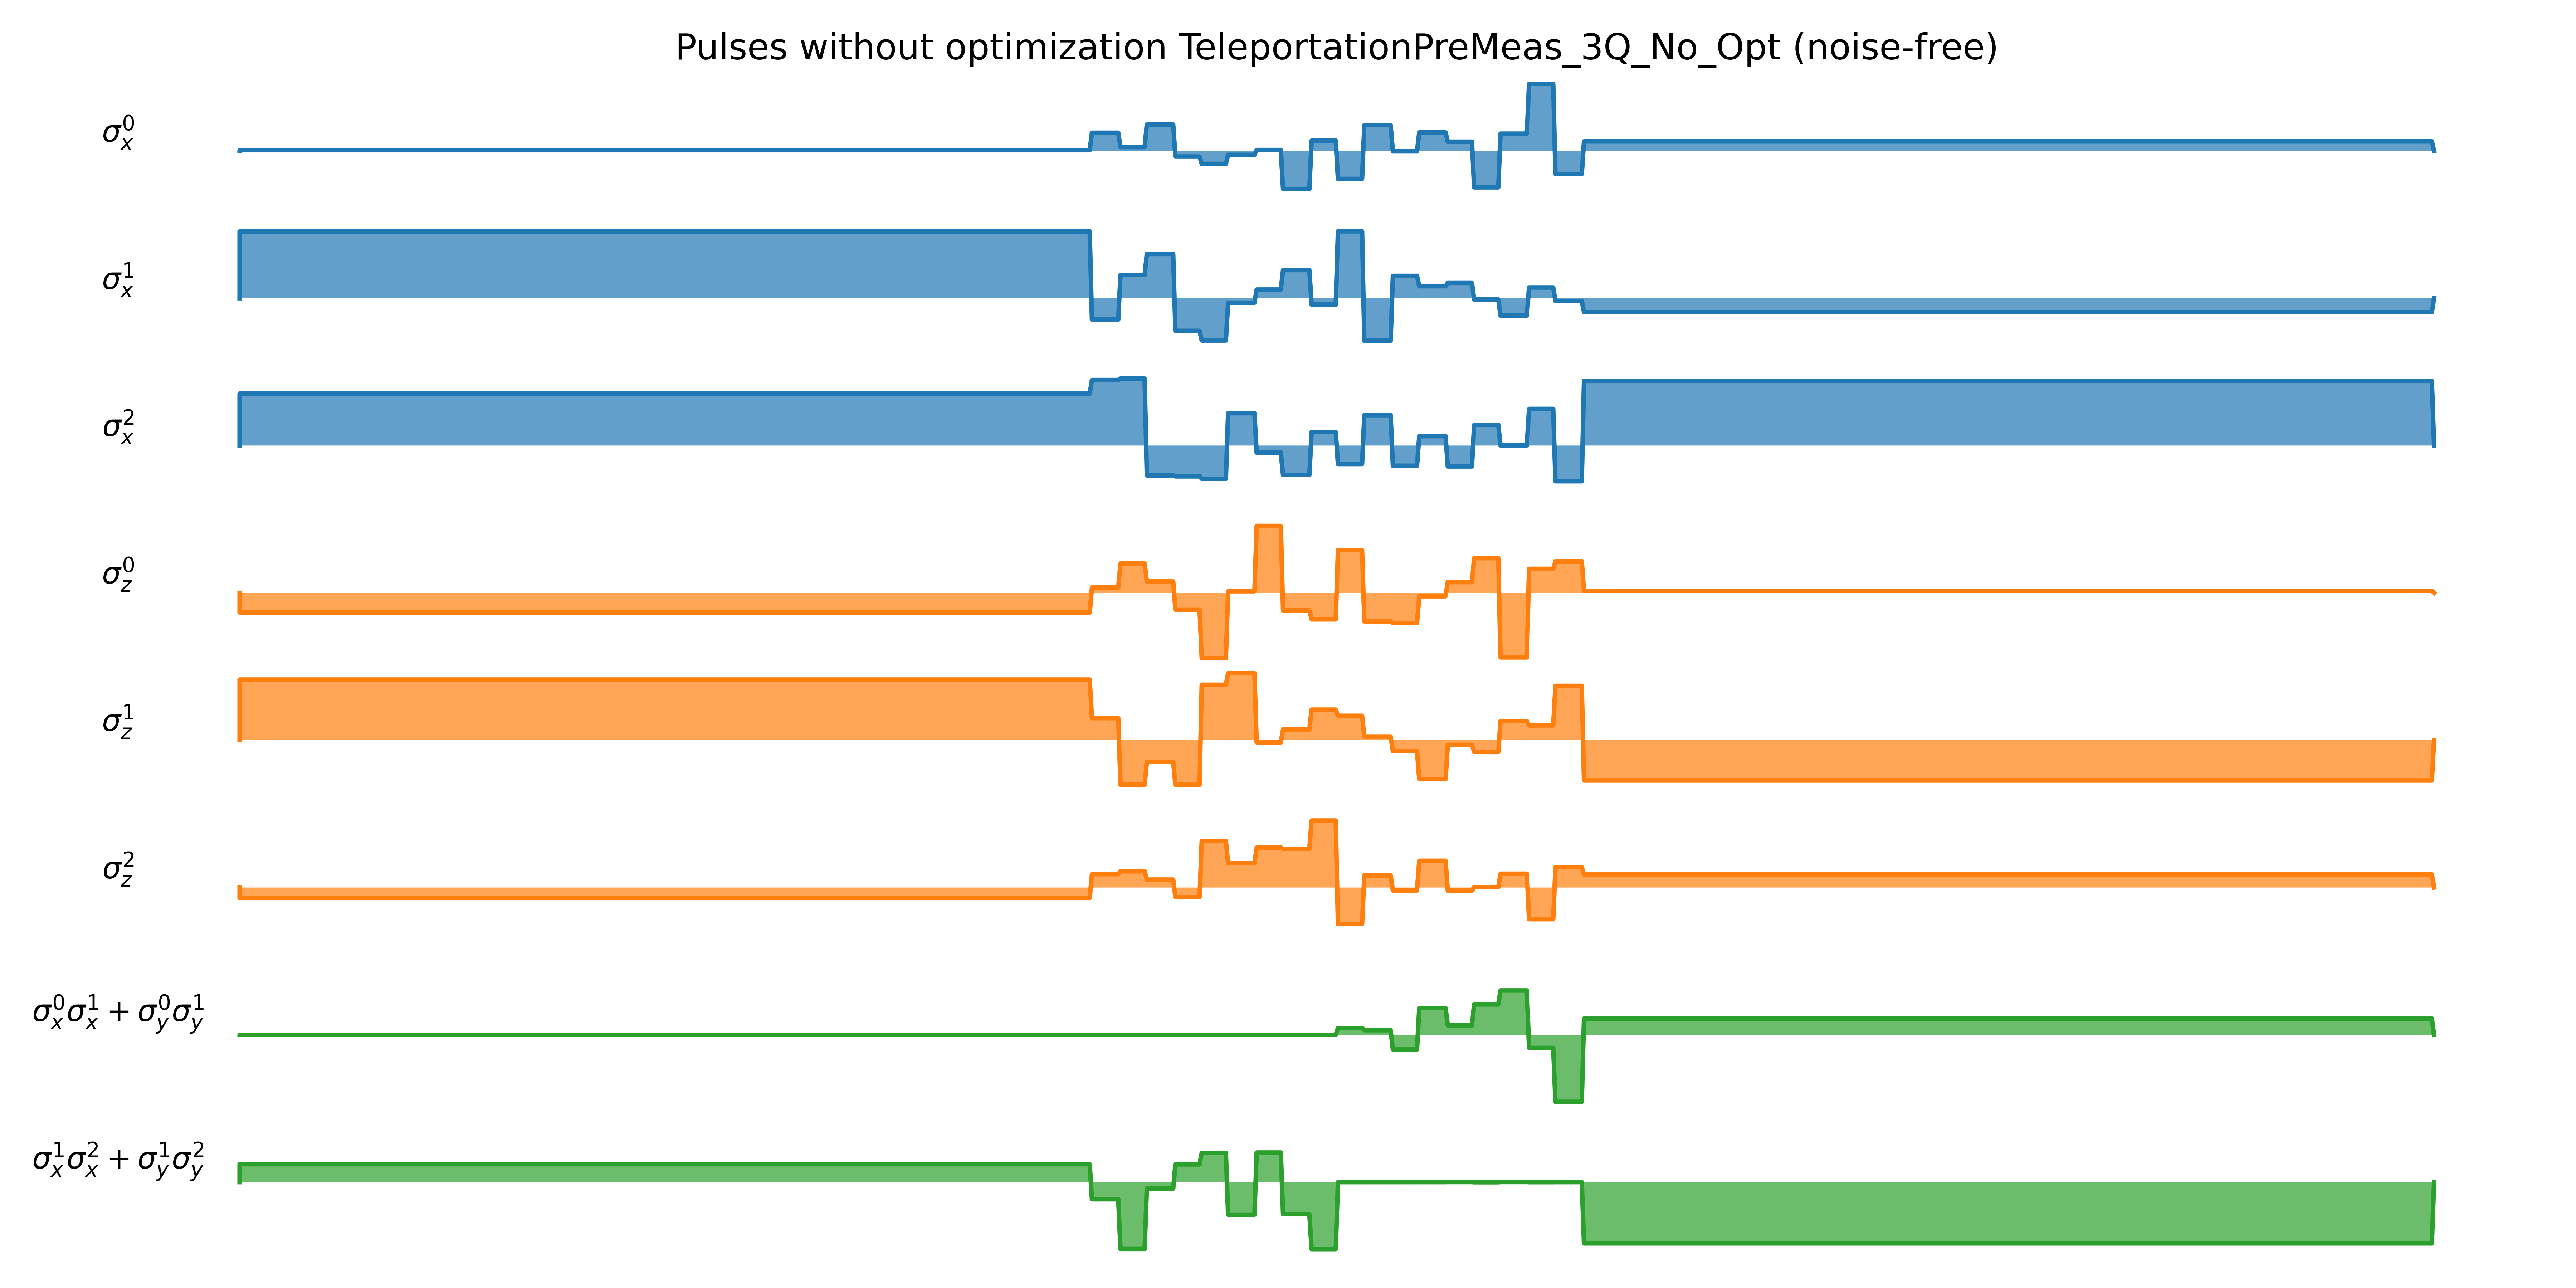 Pulses without optimization TeleportationPreMeas_3Q_No_Opt (noise-free)
σ_x^0
σ_x^1
σ_x^2
σ_z^0
σ_z^1
σ_z^2
σ_x^0σ_x^1 + σ_y^0σ_y^1
σ_x^1σ_x^2 + σ_y^1σ_y^2